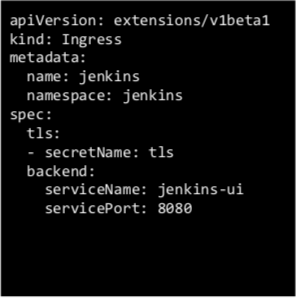 apiVersion: extensions/v1beta1
kind: Ingress
metadata:
  name: jenkins
  namespace: jenkins
spec:
  tls:
  - secretName: tls
  backend:
    serviceName: jenkins-ui
    servicePort: 8080